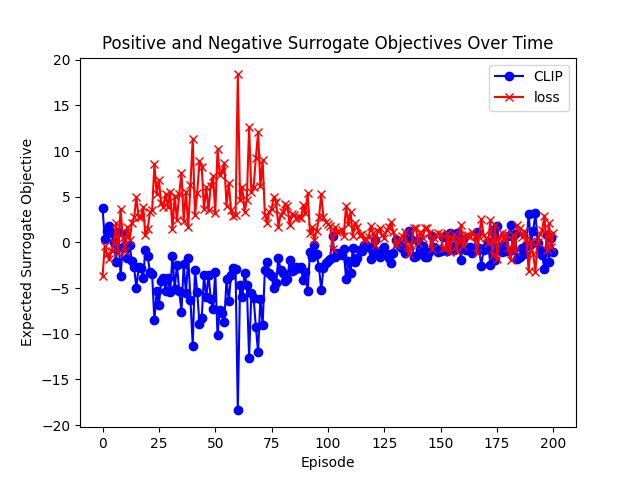 Positive and Negative Surrogate Objectives Over Time
CLIP
loss
Expected Surrogate Objective
20
15
10
5
0
−5
−10
−15
−20
0 25 50 75 100 125 150 175 200
Episode